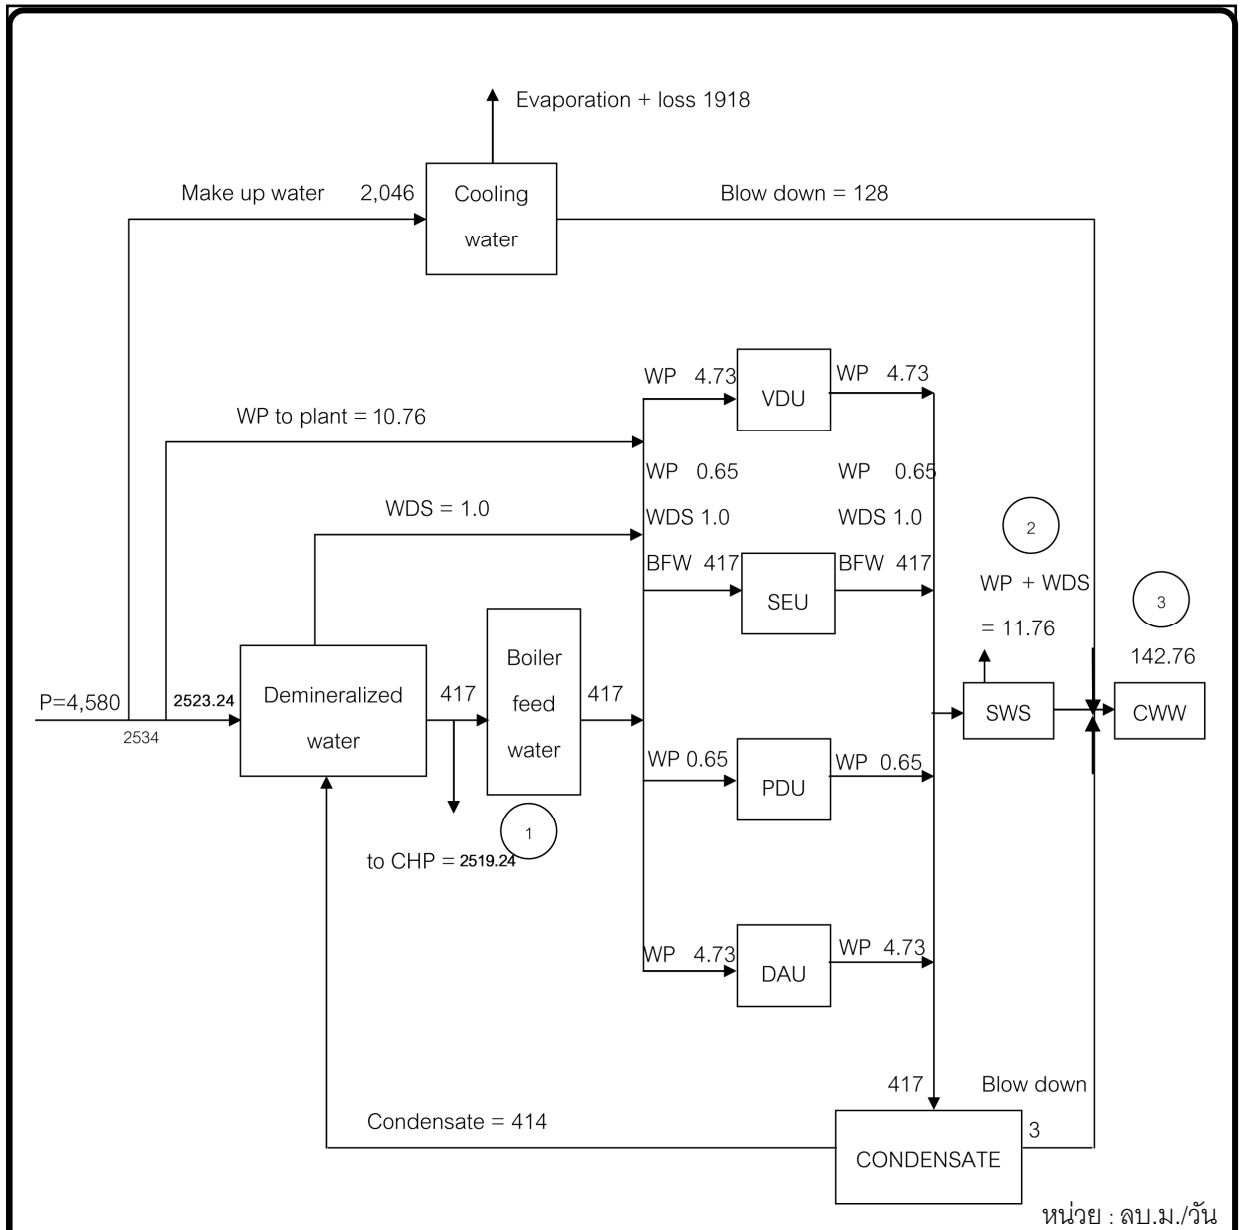 Evaporation + loss 1918
Make up water 2,046
Cooling
water
Blow down = 128
WP 4.73
VDU
WP 4.73
WP to plant = 10.76
WP 0.65
WP 0.65
WDS = 1.0
WDS 1.0
WDS 1.0
2
BFW 417
SEU
BFW 417
WP + WDS
= 11.76
3
142.76
Boiler
feed
water
P=4,580
2523.24
Demineralized
water
417
417
SWS
CWW
2534
WP 0.65
PDU
WP 0.65
1
to CHP = 2519.24
WP 4.73
DAU
WP 4.73
417
Blow down
Condensate = 414
3
CONDENSATE
หน่วย : ลบ.ม./วัน